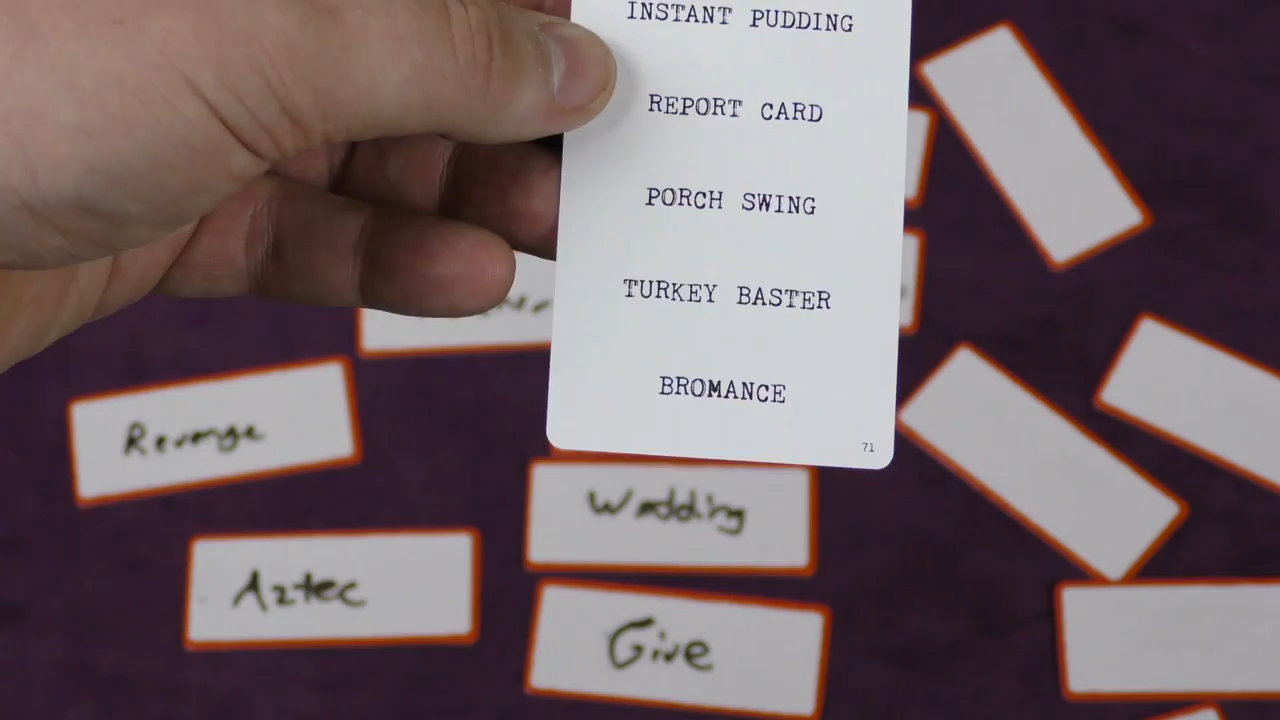 INSTANT PUDDING
REPORT CARD
PORCH SWING
TURKEY BASTER
BROMANCE
71
Revenge
Wedding
Aztec
Give